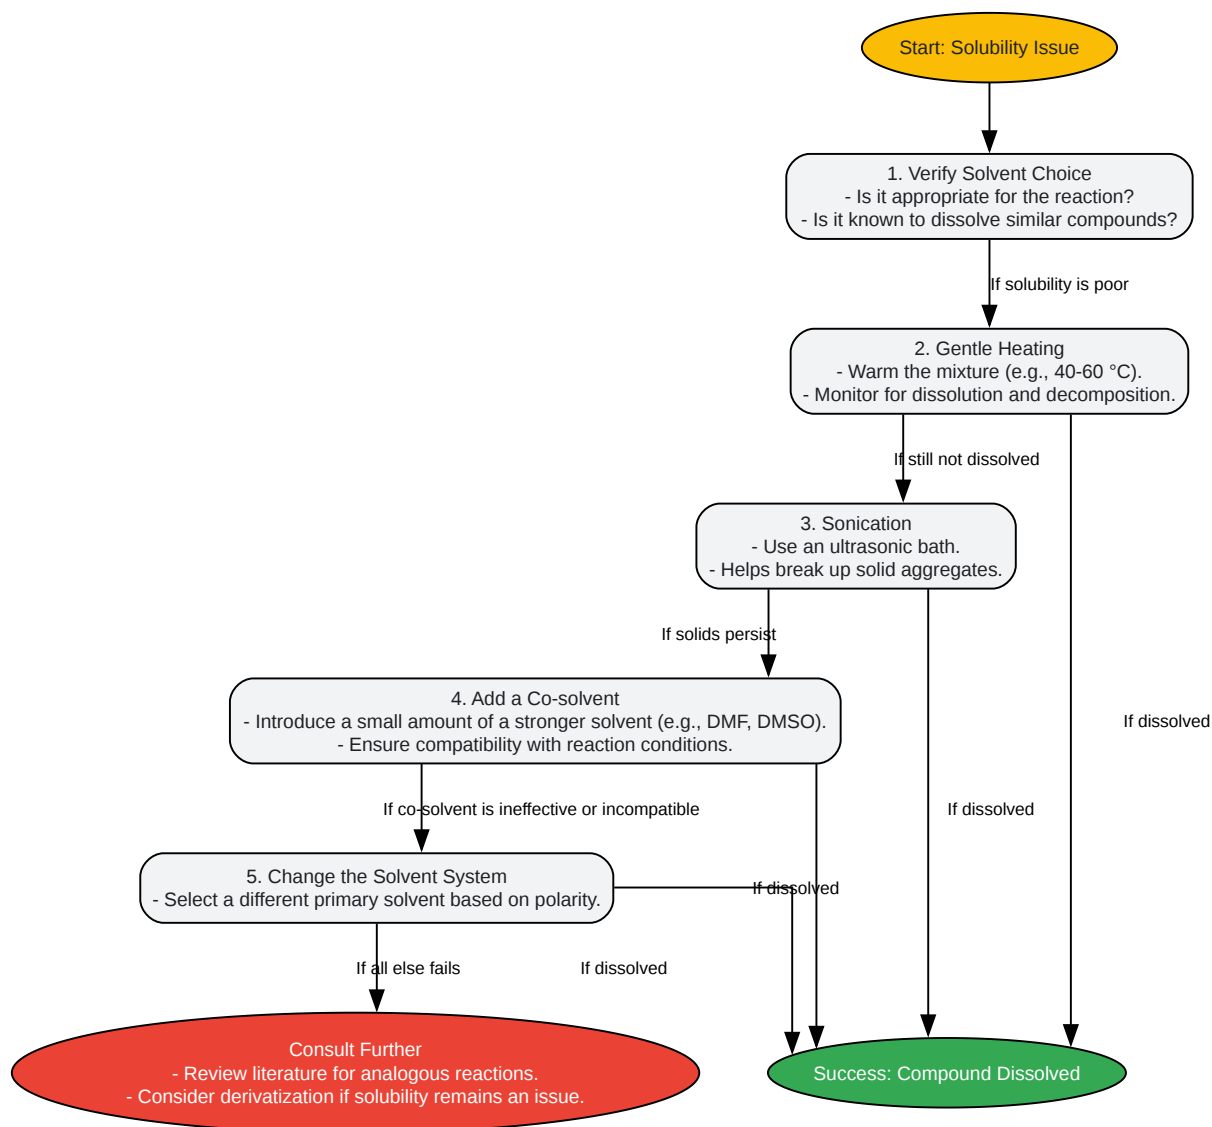 Start: Solubility Issue
1. Verify Solvent Choice
- Is it appropriate for the reaction?
- Is it known to dissolve similar compounds?
If solubility is poor
2. Gentle Heating
- Warm the mixture (e.g., 40-60 °C).
- Monitor for dissolution and decomposition.
If still not dissolved
3. Sonication
- Use an ultrasonic bath.
- Helps break up solid aggregates.
If solids persist
4. Add a Co-solvent
- Introduce a small amount of a stronger solvent (e.g., DMF, DMSO).
- Ensure compatibility with reaction conditions.
If dissolved
If co-solvent is ineffective or incompatible
If dissolved
5. Change the Solvent System
- Select a different primary solvent based on polarity.
If dissolved
If all else fails
If dissolved
Consult Further
- Review literature for analogous reactions.
- Consider derivatization if solubility remains an issue.
Success: Compound Dissolved